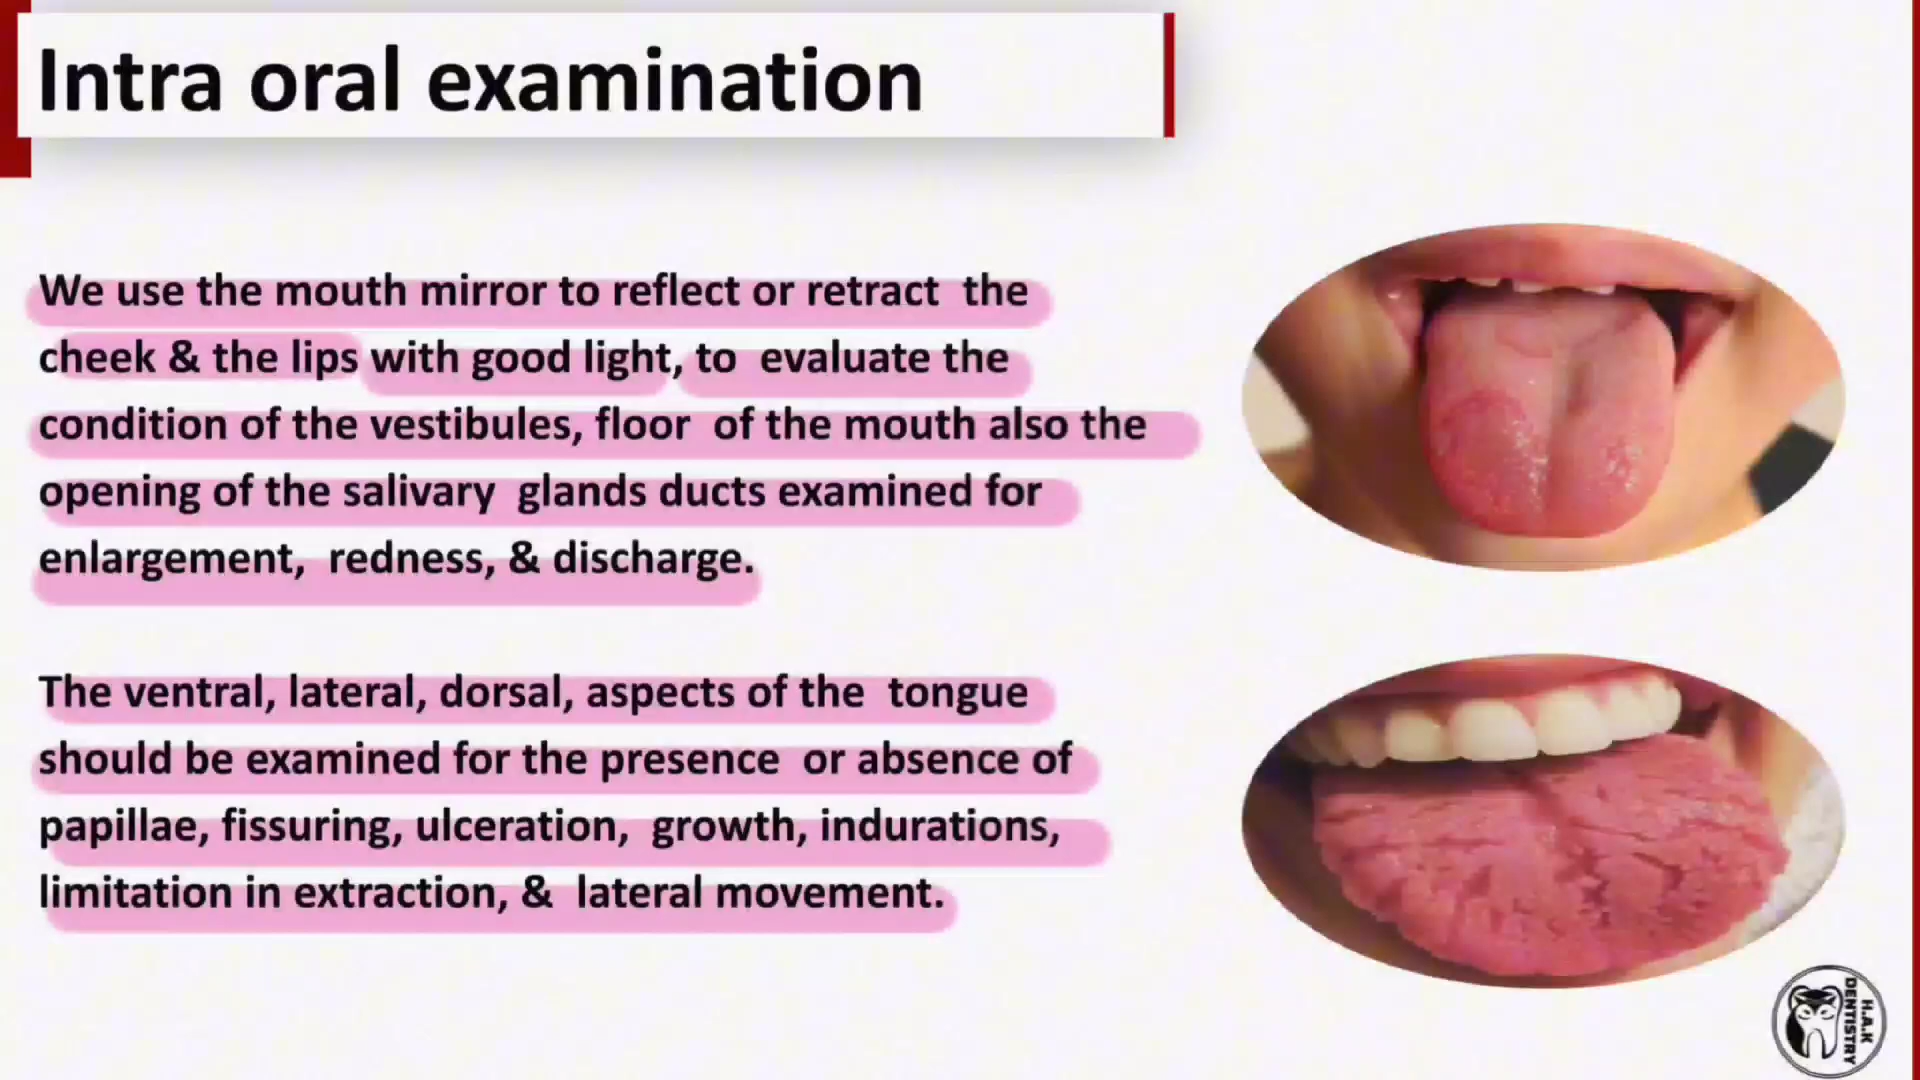 Intra oral examination
We use the mouth mirror to reflect or retract the
cheek & the lips with good light, to evaluate the
condition of the vestibules, floor of the mouth also the
opening of the salivary glands ducts examined for
enlargement, redness, & discharge.
The ventral, lateral, dorsal, aspects of the tongue
should be examined for the presence or absence of
papillae, fissuring, ulceration, growth, indurations,
limitation in extraction, & lateral movement.
H.A.K
DENTISTRY